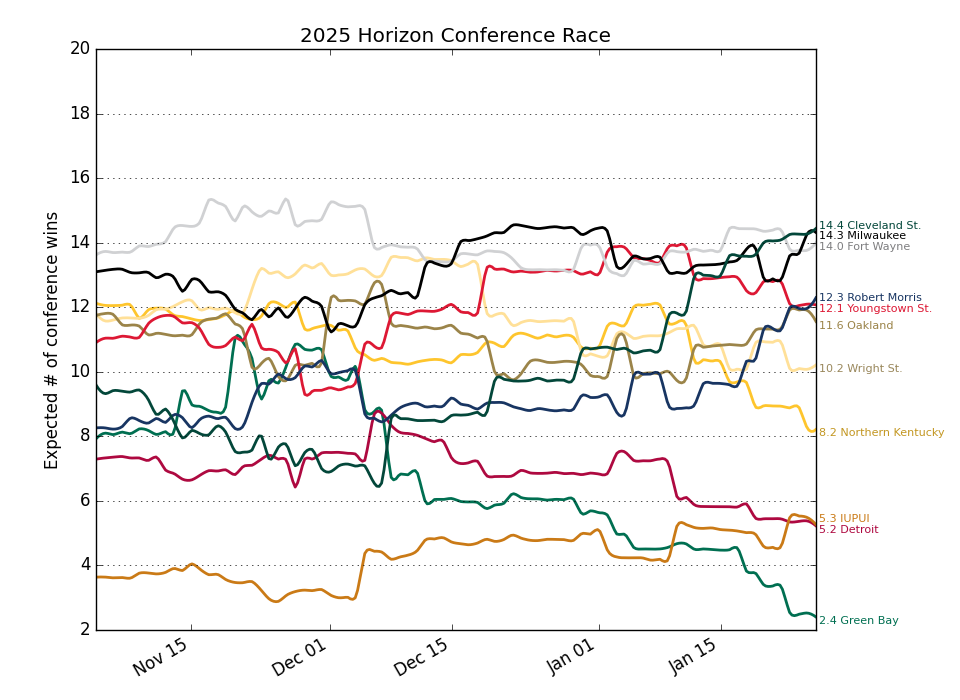 2025 Horizon Conference Race
Expected # of conference wins
20
18
16
14
12
10
8
6
4
2
14.4 Cleveland St.
14.3 Milwaukee
14.0 Fort Wayne
12.3 Robert Morris
12.1 Youngstown St.
11.6 Oakland
10.2 Wright St.
8.2 Northern Kentucky
5.3 IUPUI
5.2 Detroit
2.4 Green Bay
Nov 15
Dec 01
Dec 15
Jan 01
Jan 15